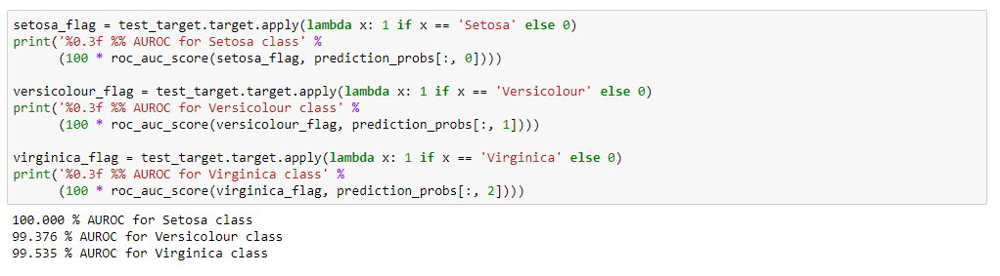 setosa_flag = test_target.target.apply(lambda x: 1 if x == 'Setosa' else 0)
print('%0.3f %% AUROC for Setosa class' %
      (100 * roc_auc_score(setosa_flag, prediction_probs[:, 0])))

versicolour_flag = test_target.target.apply(lambda x: 1 if x == 'Versicolour' else 0)
print('%0.3f %% AUROC for Versicolour class' %
      (100 * roc_auc_score(versicolour_flag, prediction_probs[:, 1])))

virginica_flag = test_target.target.apply(lambda x: 1 if x == 'Virginica' else 0)
print('%0.3f %% AUROC for Virginica class' %
      (100 * roc_auc_score(virginica_flag, prediction_probs[:, 2])))
100.000 % AUROC for Setosa class
99.376 % AUROC for Versicolour class
99.535 % AUROC for Virginica class